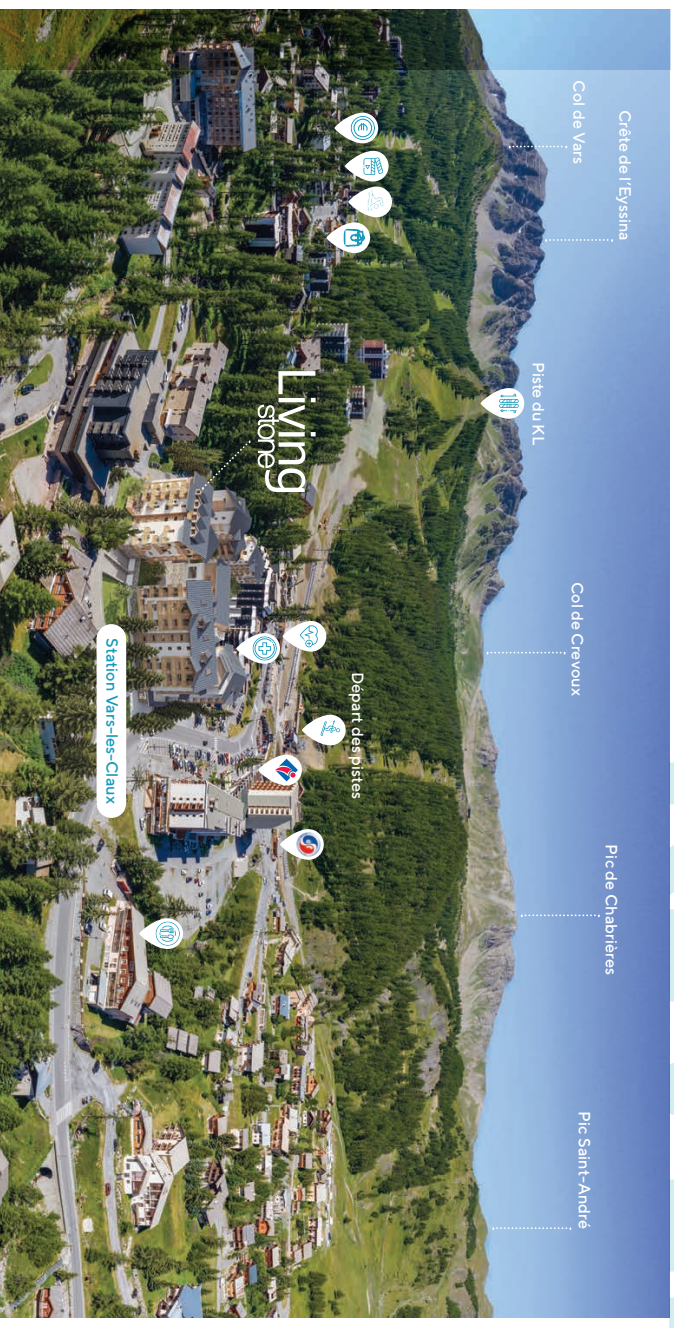 Crête de l'Eyssina
Col de Vars
Piste du KL
Col de Crevoux
Pic de Chabrières
Pic Saint-André
Living
stone
Départ des pistes
Station Vars-les-Claux
€